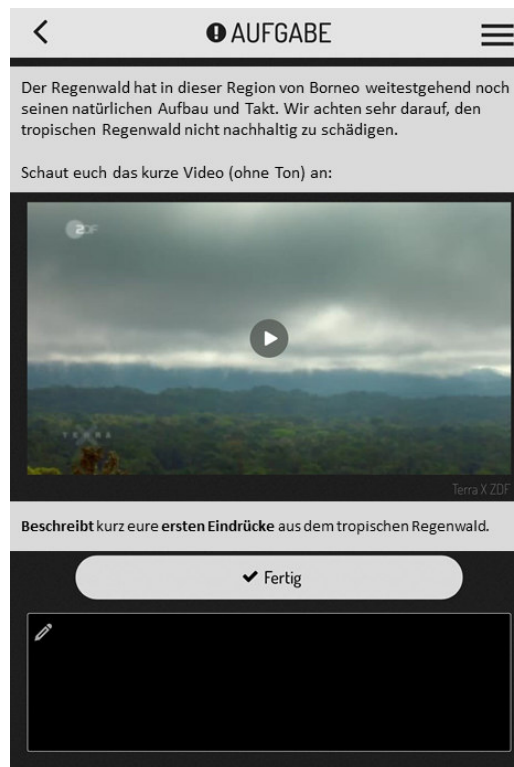 AUFGABE
Der Regenwald hat in dieser Region von Borneo weitestgehend noch
seinen natürlichen Aufbau und Takt. Wir achten sehr darauf, den
tropischen Regenwald nicht nachhaltig zu schädigen.
Schaut euch das kurze Video (ohne Ton) an:
ZDF
TERRA X
Terra X ZDF
Beschreibt kurz eure ersten Eindrücke aus dem tropischen Regenwald.
Fertig